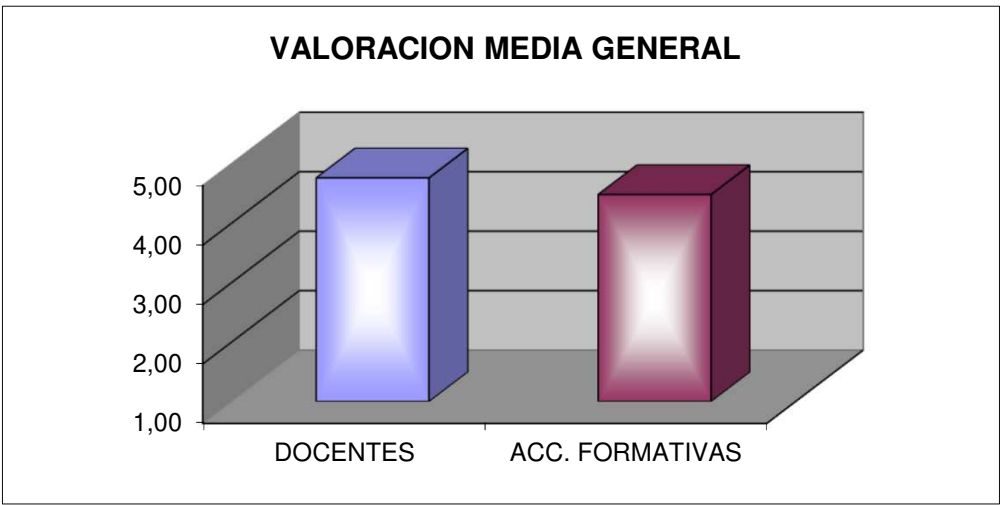 VALORACION MEDIA GENERAL
5,00
4,00
3,00
2,00
1,00
DOCENTES
ACC. FORMATIVAS